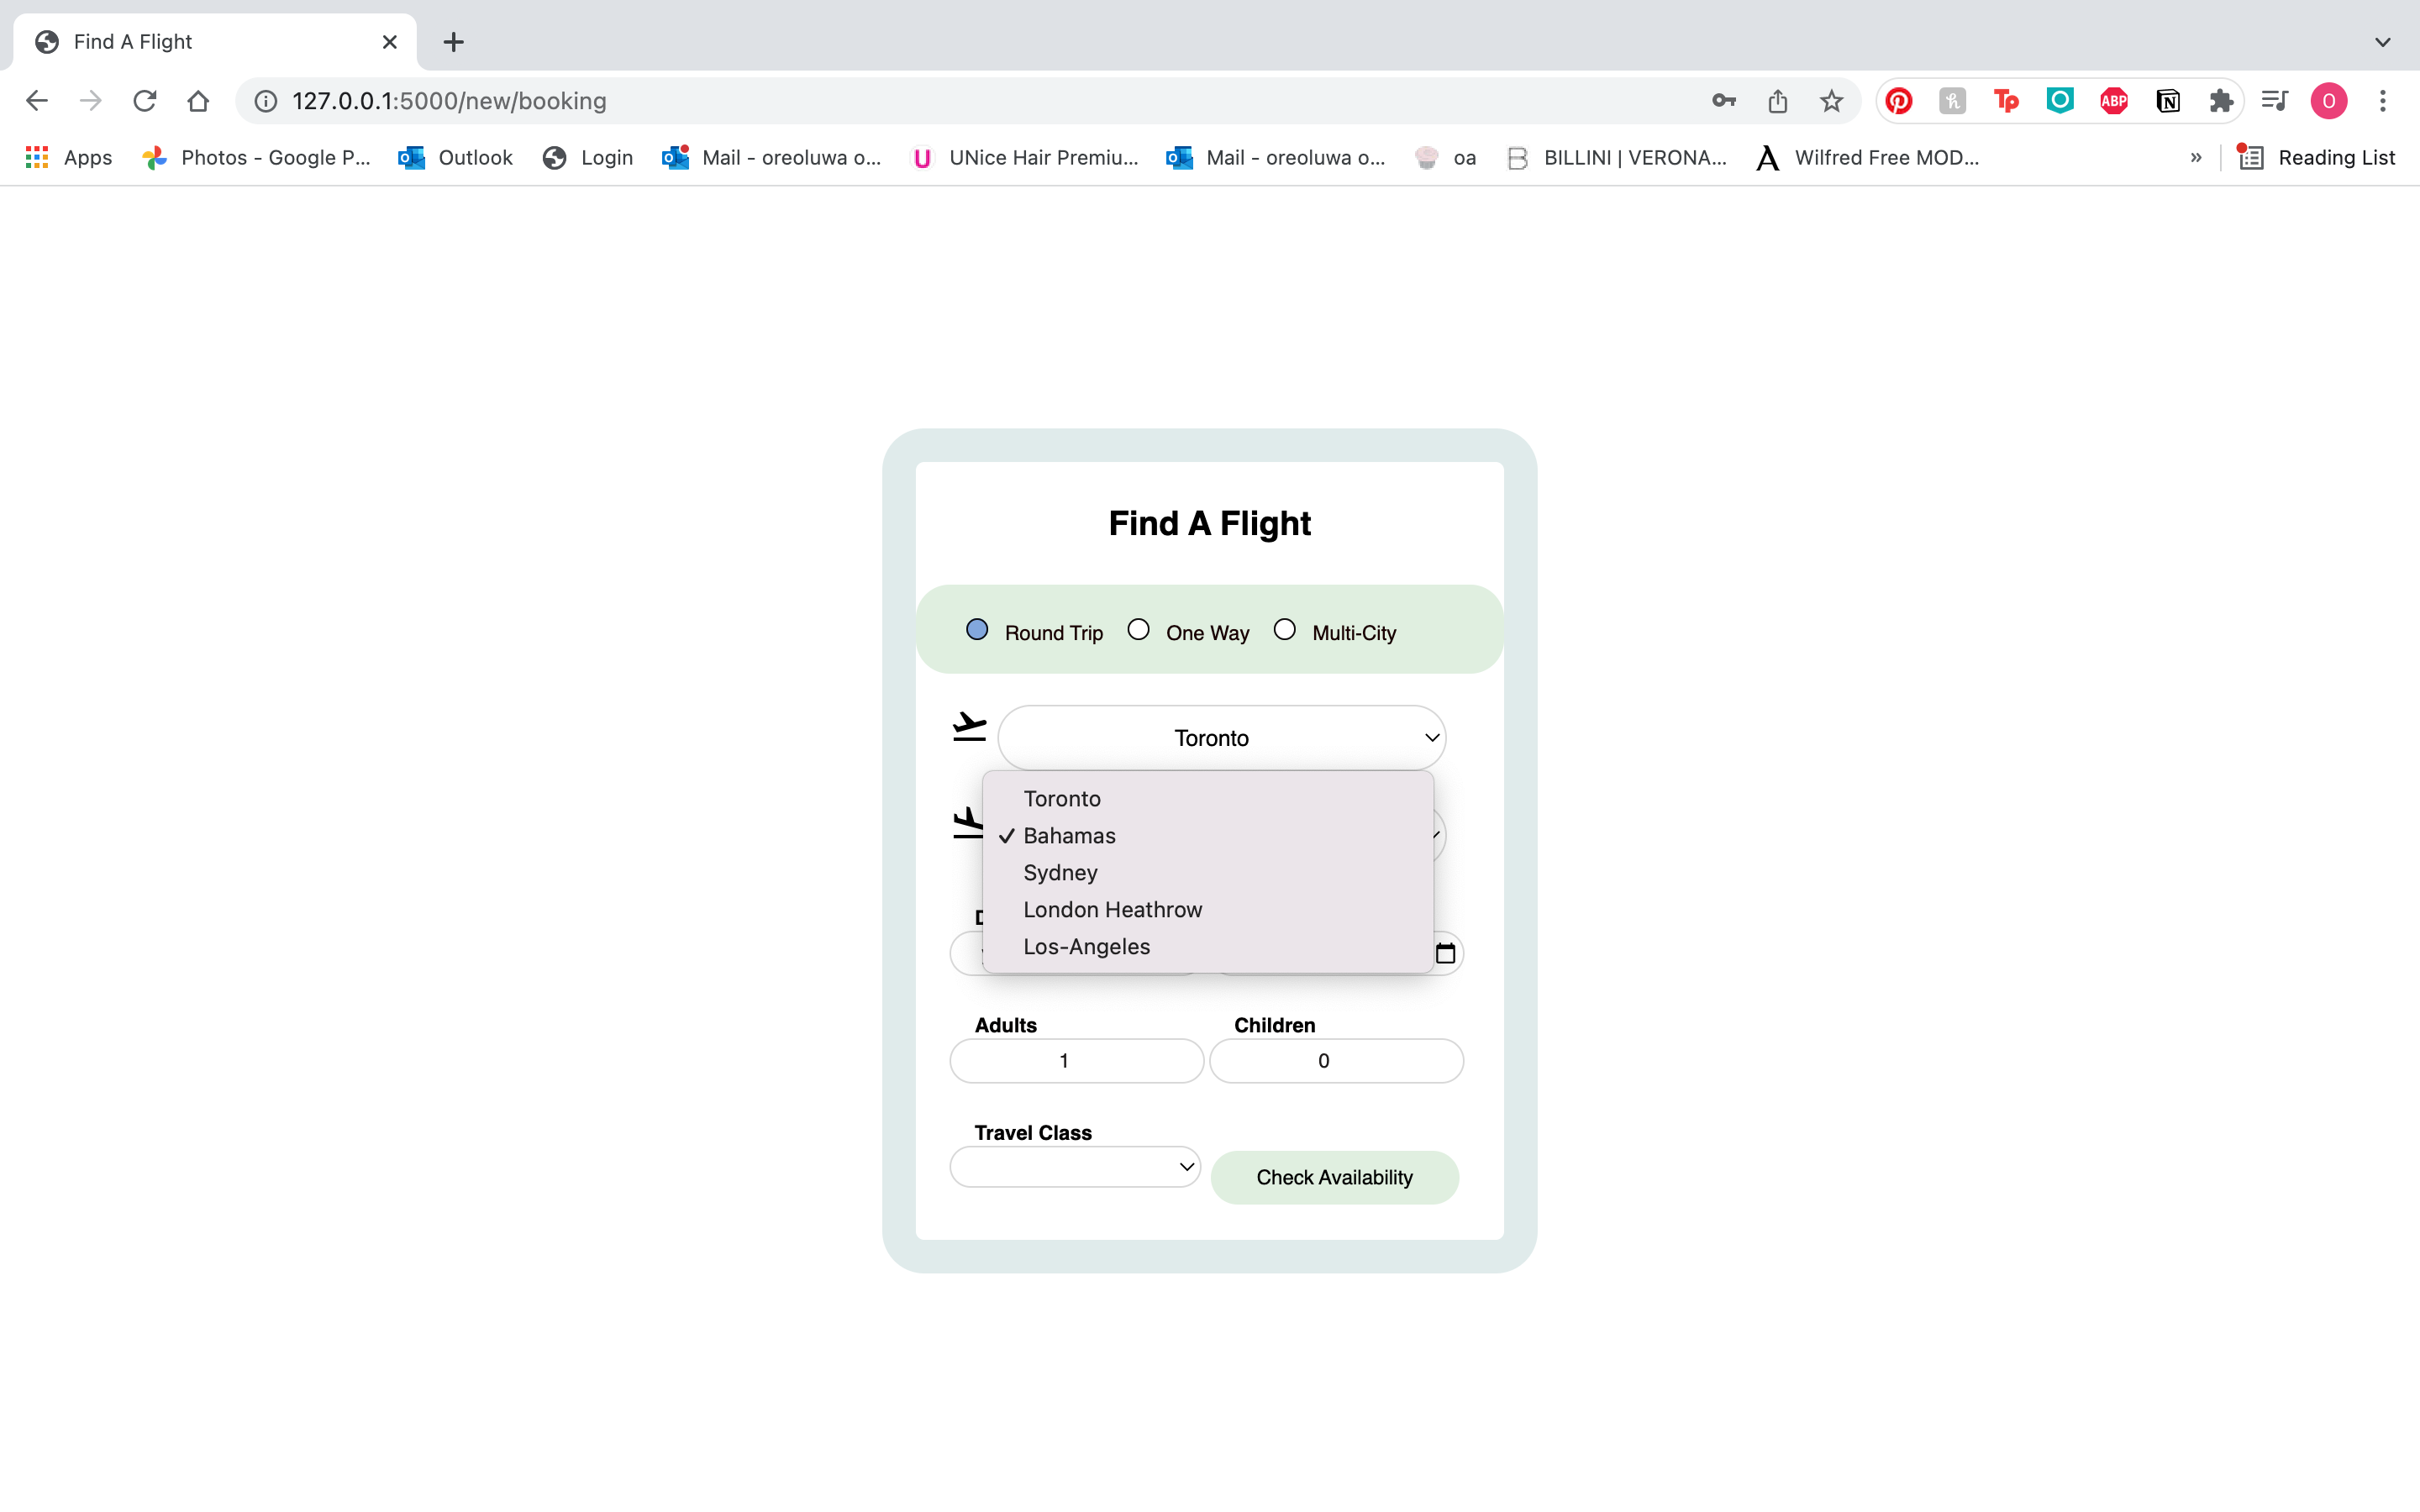 Find A Flight
127.0.0.1:5000/new/booking
Tp
ABP
N
O
Apps
Photos - Google P...
Outlook
Login
Mail - oreoluwa o...
UNice Hair Premiu...
Mail - oreoluwa o...
oa
BILLINI | VERONA...
Wilfred Free MOD...
»
Reading List
Find A Flight
Round Trip One Way Multi-City
Toronto
Toronto
✓ Bahamas
Sydney
London Heathrow
Los-Angeles
Adults Children
1 0
Travel Class
Check Availability